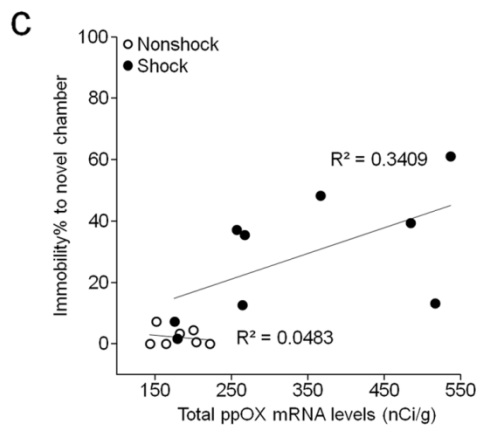 C
100
Nonshock
Shock
80
60
40
20
0
Immobility% to novel chamber
R² = 0.3409
R² = 0.0483
150 250 350 450 550
Total ppOX mRNA levels (nCi/g)